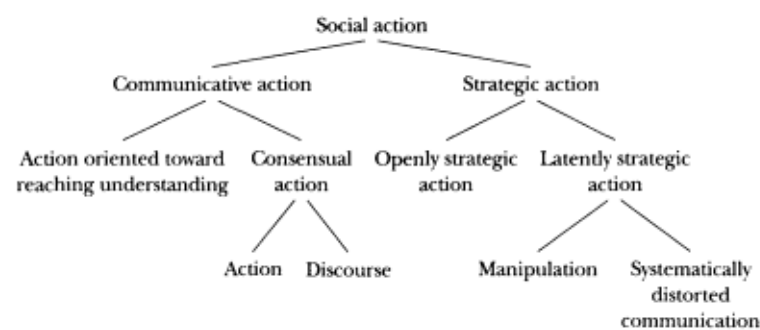 Social action
Communicative action
Strategic action
Action oriented toward
reaching understanding
Consensual
action
Openly strategic
action
Latently strategic
action
Action
Discourse
Manipulation
Systematically
distorted
communication